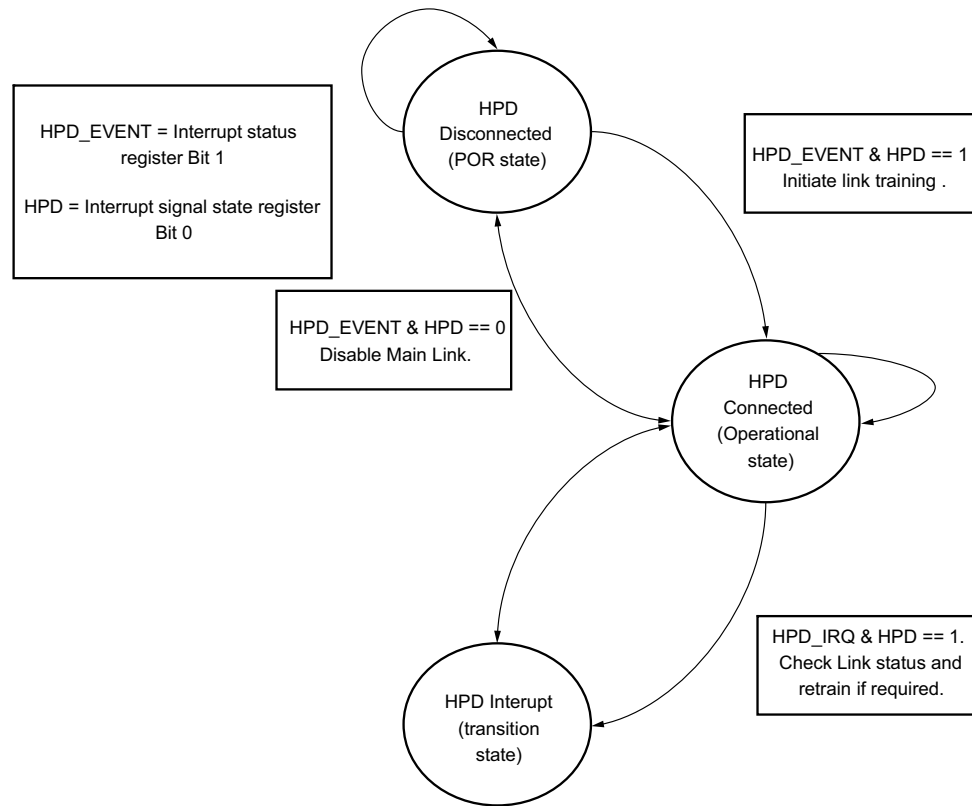 HPD
Disconnected
(POR state)
HPD_EVENT = Interrupt status
register Bit 1
HPD = Interrupt signal state register
Bit 0
HPD_EVENT & HPD == 1
Initiate link training .
HPD_EVENT & HPD == 0
Disable Main Link.
HPD
Connected
(Operational
state)
HPD_IRQ & HPD == 1.
Check Link status and
retrain if required.
HPD Interupt
(transition
state)